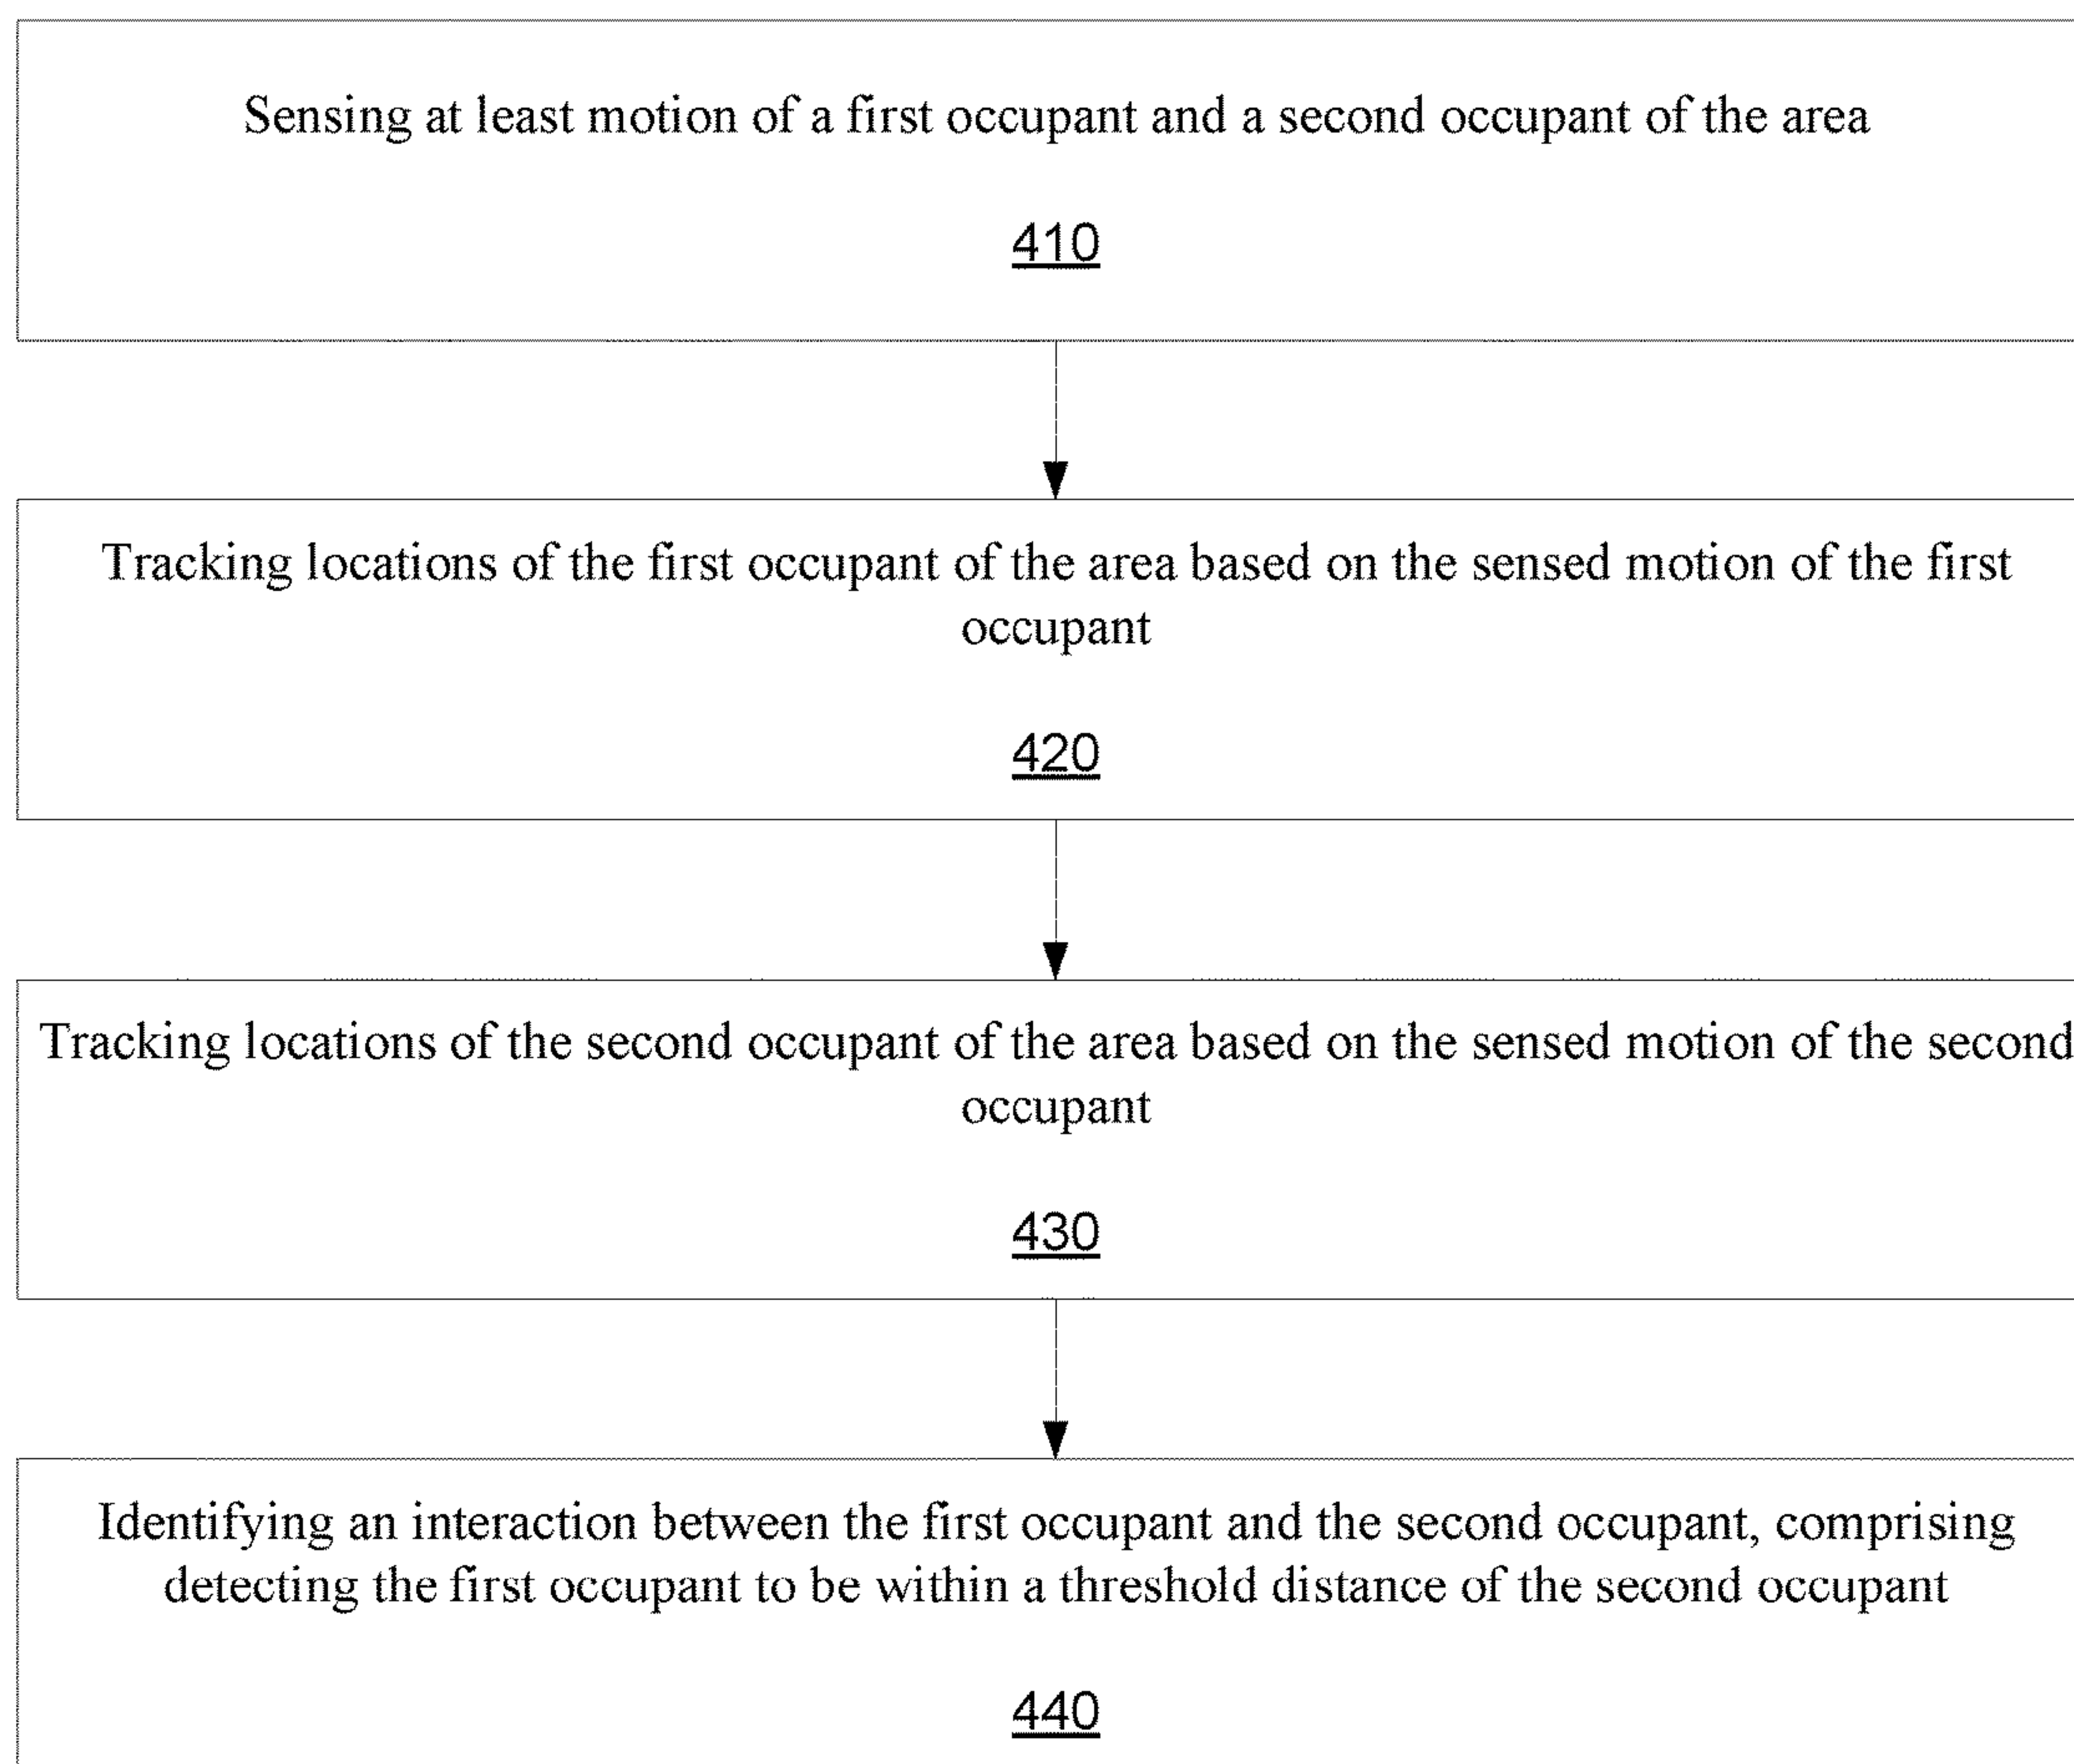 Sensing at least motion of a first occupant and a second occupant of the area
410
Tracking locations of the first occupant of the area based on the sensed motion of the first
occupant
420
Tracking locations of the second occupant of the area based on the sensed motion of the second
occupant
430
Identifying an interaction between the first occupant and the second occupant, comprising
detecting the first occupant to be within a threshold distance of the second occupant
440